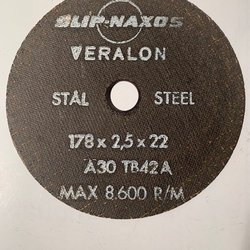 SLIP-NAXOS
VERALON
STÅL STEEL
178 x 2,5 x 22
A30 TB42A
MAX 8.600 R/M